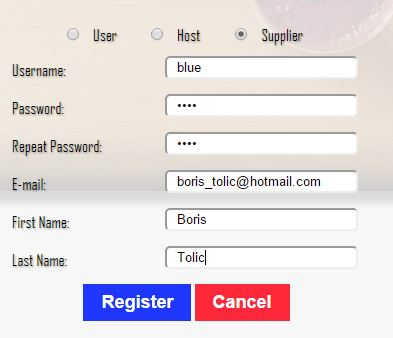 User Host Supplier
Username: blue
Password: ••••
Repeat Password: ••••
E-mail: boris_tolic@hotmail.com
First Name: Boris
Last Name: Tolic
Register Cancel